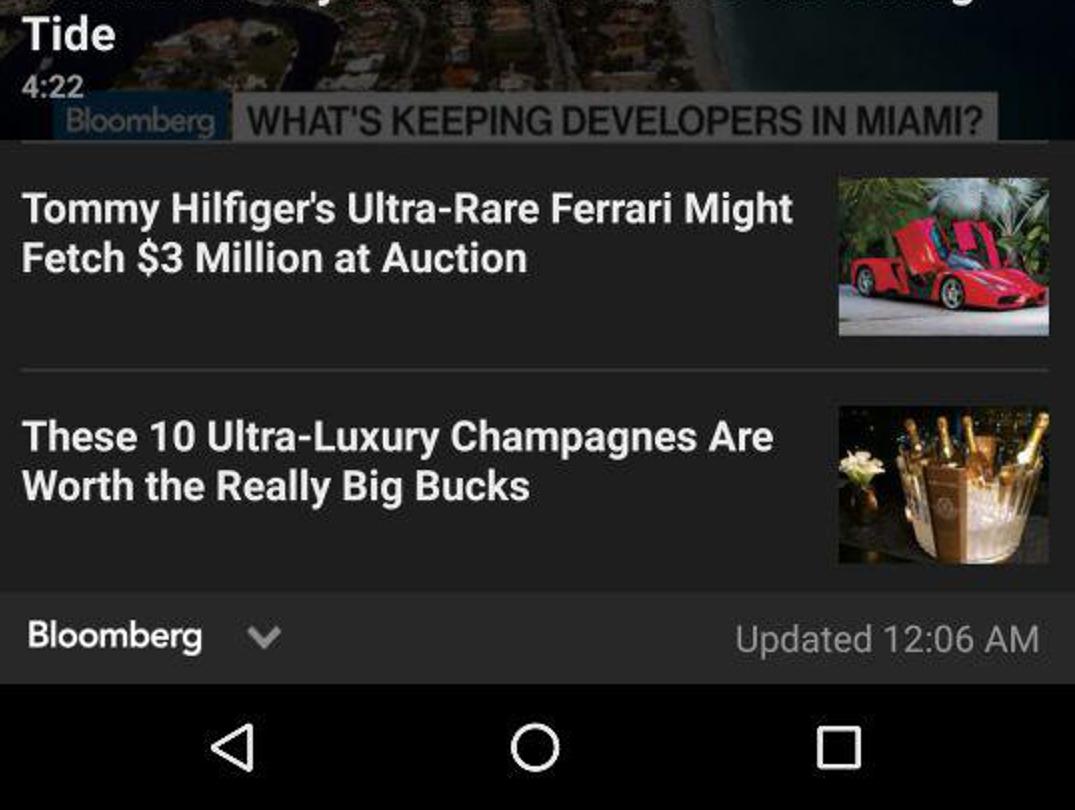 Tide
4:22
Bloomberg WHAT'S KEEPING DEVELOPERS IN MIAMI?
Tommy Hilfiger's Ultra-Rare Ferrari Might
Fetch $3 Million at Auction
These 10 Ultra-Luxury Champagnes Are
Worth the Really Big Bucks
Bloomberg
Updated 12:06 AM